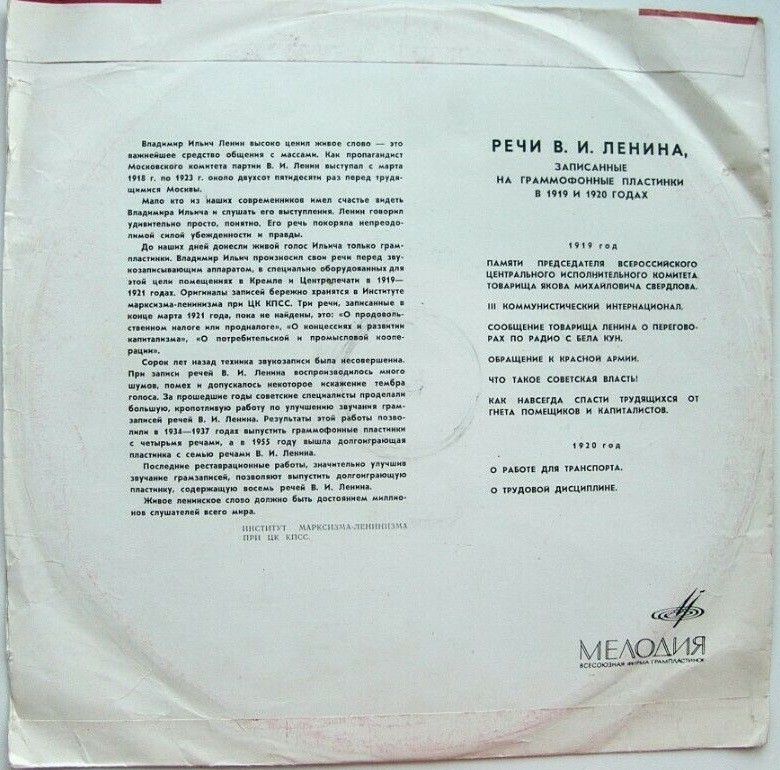 Владимир Ильич Ленин высоко ценил живое слово — это
важнейшее средство общения с массами. Как пропагандист
Московского комитета партии В. И. Ленин выступал с марта
1918 г. по 1923 г. около двухсот пятидесяти раз перед трудя-
щимися Москвы.
Мало кто из наших современников имел счастье видеть
Владимира Ильича и слушать его выступления. Ленин говорил
удивительно просто, понятно. Его речь покоряла непреодо-
лимой силой убежденности и правды.
До наших дней донесли живой голос Ильича только грам-
пластинки. Владимир Ильич произносил свои речи перед зву-
козаписывающим аппаратом, в специально оборудованных для
этой цели помещениях в Кремле и Центропечати в 1919—
1921 годах. Оригиналы записей бережно хранятся в Институте
марксизма-ленинизма при ЦК КПСС. Три речи, записанные в
конце марта 1921 года, пока не найдены, это: «О продоволь-
ственном налоге или продналоге», «О концессиях и развитии
капитализма», «О потребительской и промысловой коопе-
рации».
Сорок лет назад техника звукозаписи была несовершенна.
При записи речей В. И. Ленина воспроизводилось много
шумов, помех и допускалось некоторое искажение тембра
голоса. За прошедшие годы советские специалисты проделали
большую, кропотливую работу по улучшению звучания грам-
записей речей В. И. Ленина. Результаты этой работы позво-
лили в 1934—1937 годах выпустить граммофонные пластинки
с четырьмя речами, а в 1955 году вышла долгоиграющая
пластинка с семью речами В. И. Ленина.
Последние реставрационные работы, значительно улучшив
звучание грамзаписей, позволяют выпустить долгоиграющую
пластинку, содержащую восемь речей В. И. Ленина.
Живое ленинское слово должно быть достоянием миллио-
нов слушателей всего мира.
ИНСТИТУТ МАРКСИЗМА-ЛЕНИНИЗМА
ПРИ ЦК КПСС.
РЕЧИ В. И. ЛЕНИНА,
ЗАПИСАННЫЕ
НА ГРАММОФОННЫЕ ПЛАСТИНКИ
В 1919 И 1920 ГОДАХ
1919 год
ПАМЯТИ ПРЕДСЕДАТЕЛЯ ВСЕРОССИЙСКОГО
ЦЕНТРАЛЬНОГО ИСПОЛНИТЕЛЬНОГО КОМИТЕТА
ТОВАРИЩА ЯКОВА МИХАЙЛОВИЧА СВЕРДЛОВА.
III КОММУНИСТИЧЕСКИЙ ИНТЕРНАЦИОНАЛ.
СООБЩЕНИЕ ТОВАРИЩА ЛЕНИНА О ПЕРЕГОВО-
РАХ ПО РАДИО С БЕЛА КУН.
ОБРАЩЕНИЕ К КРАСНОЙ АРМИИ.
ЧТО ТАКОЕ СОВЕТСКАЯ ВЛАСТЬ!
КАК НАВСЕГДА СПАСТИ ТРУДЯЩИХСЯ ОТ
ГНЕТА ПОМЕЩИКОВ И КАПИТАЛИСТОВ.
1920 год
О РАБОТЕ ДЛЯ ТРАНСПОРТА.
О ТРУДОВОЙ ДИСЦИПЛИНЕ.
МЕЛОДИЯ
ВСЕСОЮЗНАЯ ФИРМА ГРАМПЛАСТИНОК